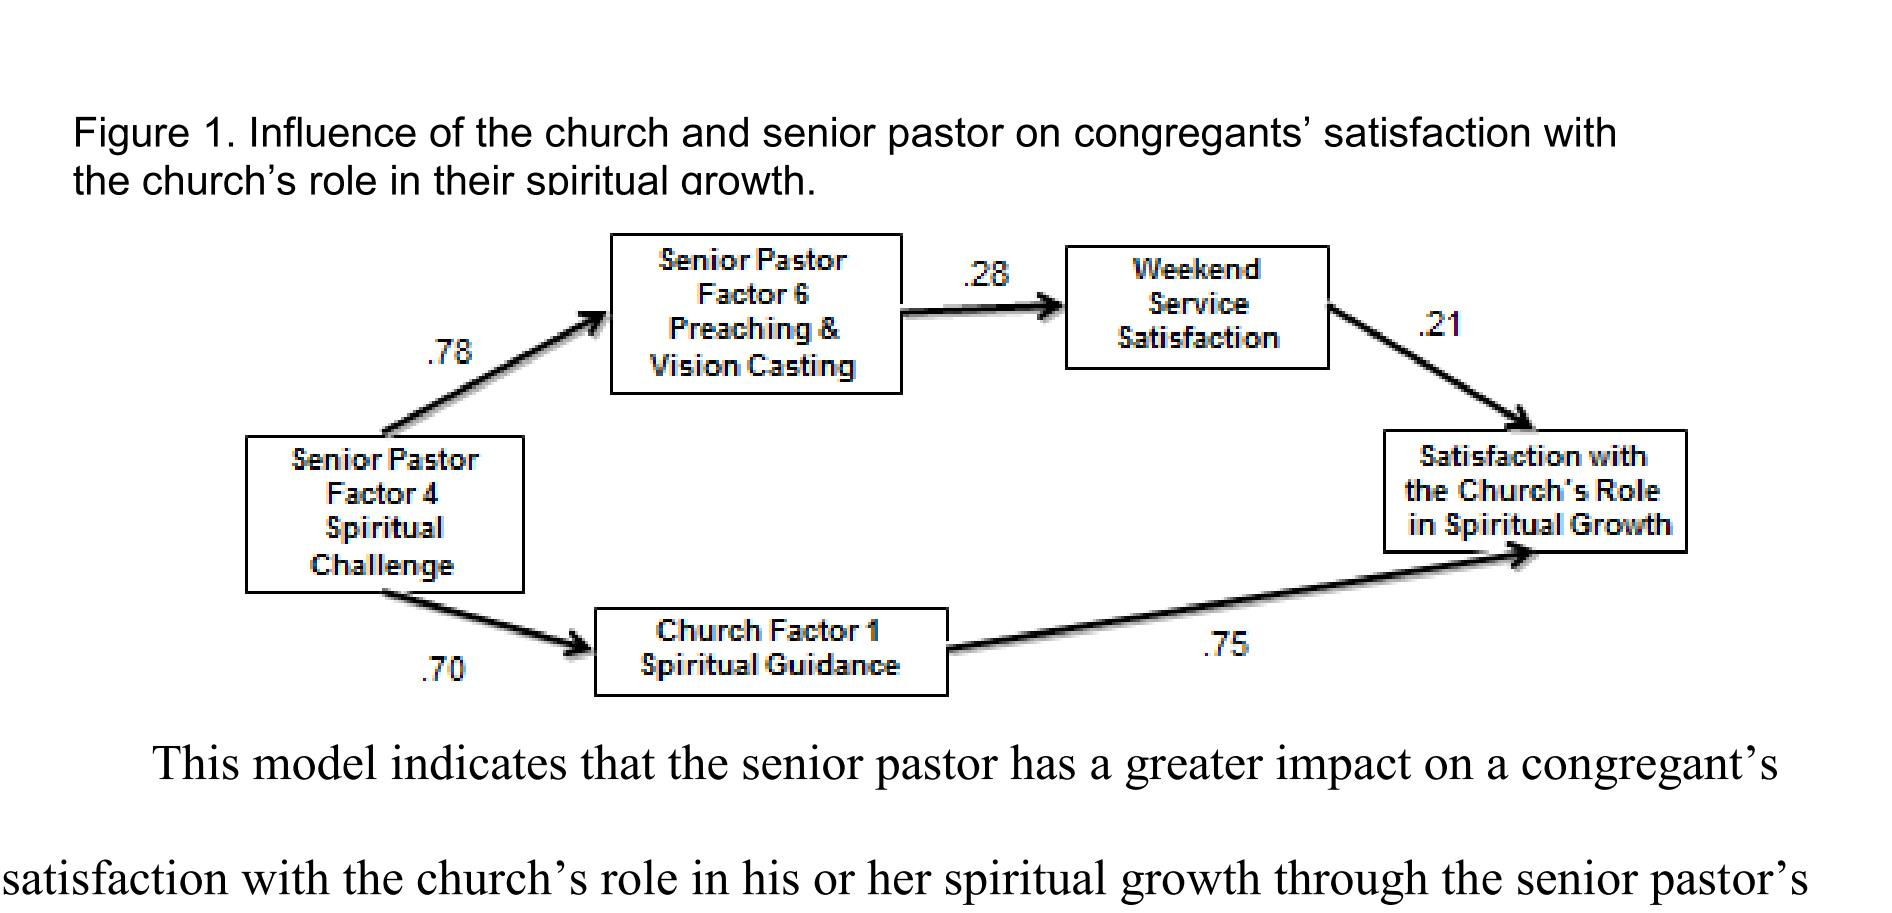 Figure 1. Influence of the church and senior pastor on congregants’ satisfaction with
the church’s role in their spiritual growth.
Senior Pastor
Factor 6
Preaching &
Vision Casting
.28
Weekend
Service
Satisfaction
.21
.78
Senior Pastor
Factor 4
Spiritual
Challenge
Satisfaction with
the Church's Role
in Spiritual Growth
Church Factor 1
Spiritual Guidance
.70
.75
This model indicates that the senior pastor has a greater impact on a congregant’s
satisfaction with the church’s role in his or her spiritual growth through the senior pastor’s